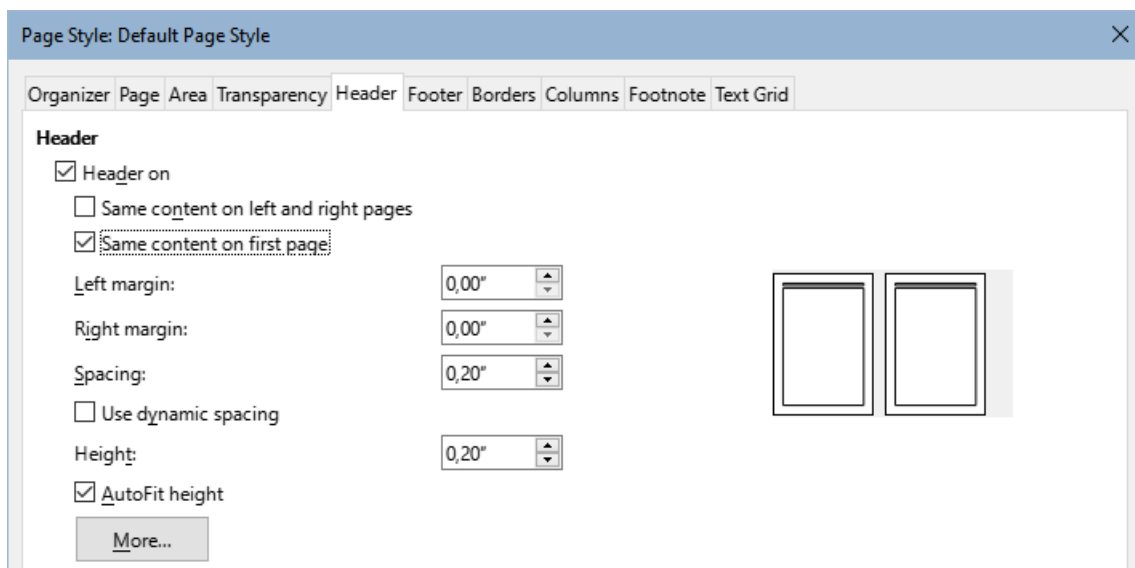 Page Style: Default Page Style
Organizer Page Area Transparency Header Footer Borders Columns Footnote Text Grid
Header
Header on
Same content on left and right pages
Same content on first page
Left margin: 0,00"
Right margin: 0,00"
Spacing: 0,20"
Use dynamic spacing
Height: 0,20"
AutoFit height
More...